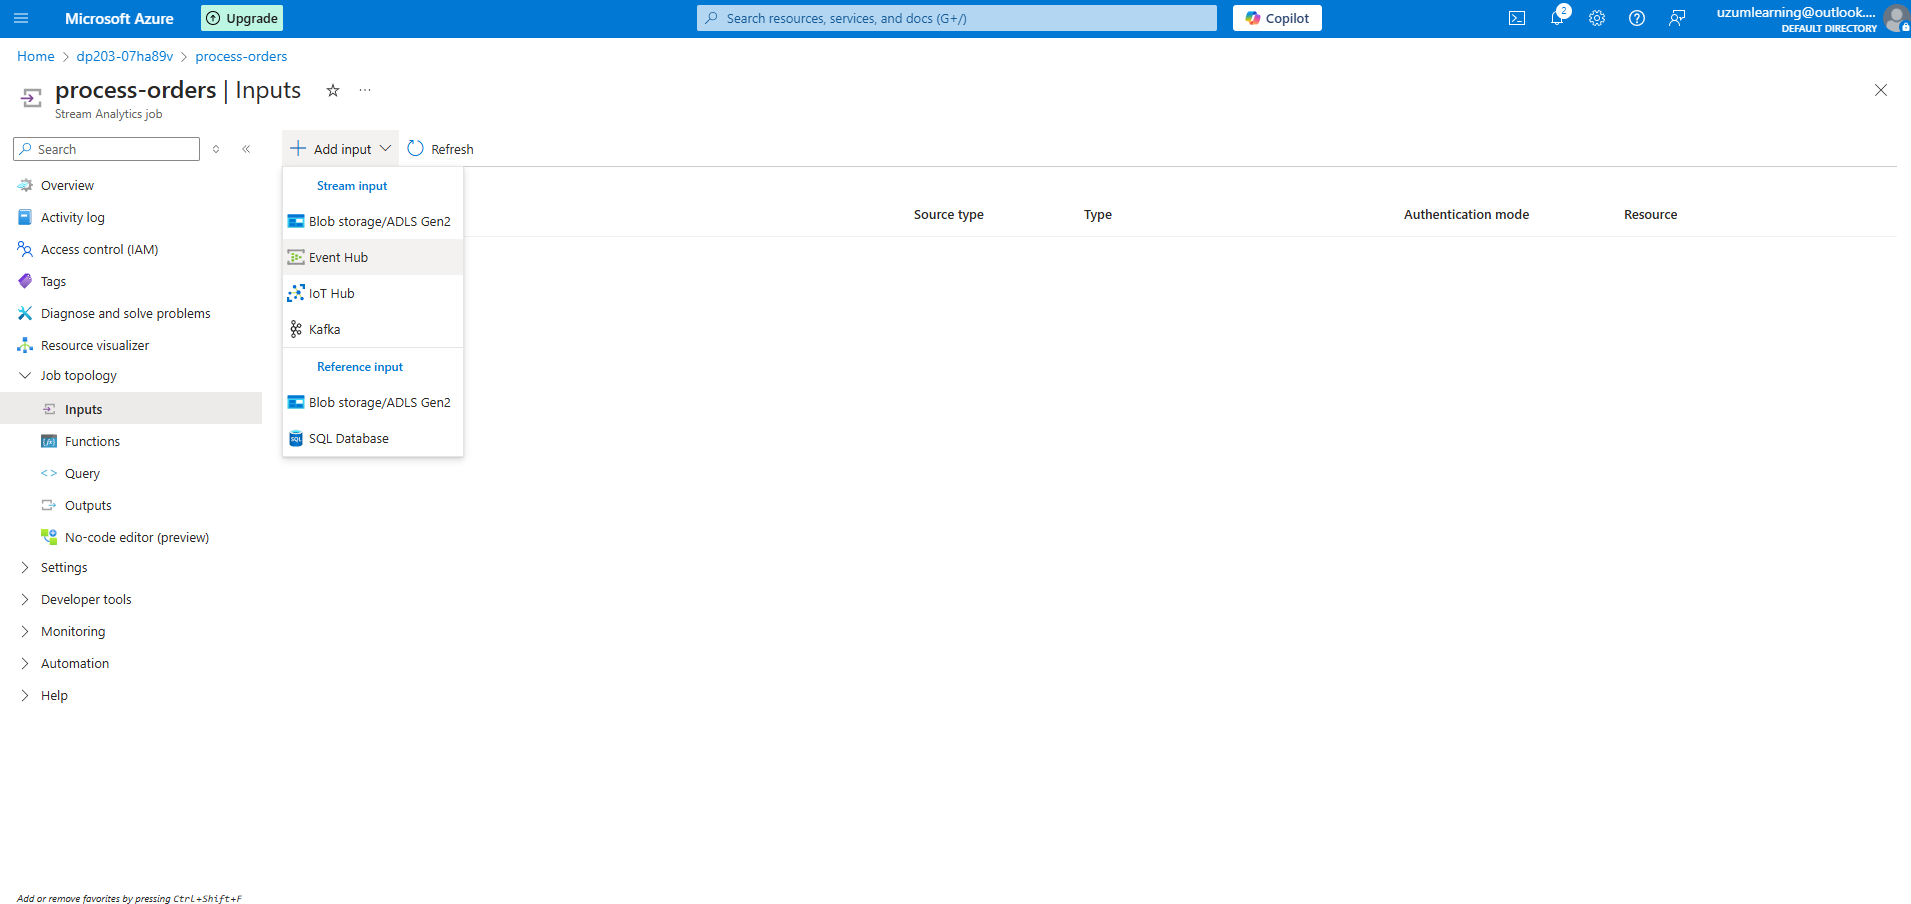 Microsoft Azure
Upgrade
Search resources, services, and docs (G+/)
Copilot
2
uzumlearning@outlook....
DEFAULT DIRECTORY
Home > dp203-07ha89v > process-orders
process-orders | Inputs
Stream Analytics job
Search
Add input
Refresh
Overview
Activity log
Access control (IAM)
Tags
Diagnose and solve problems
Resource visualizer
Job topology
Inputs
Functions
Query
Outputs
No-code editor (preview)
Settings
Developer tools
Monitoring
Automation
Help
Stream input
Blob storage/ADLS Gen2
Event Hub
IoT Hub
Kafka
Reference input
Blob storage/ADLS Gen2
SQL Database
Source type
Type
Authentication mode
Resource
Add or remove favorites by pressing Ctrl+Shift+F